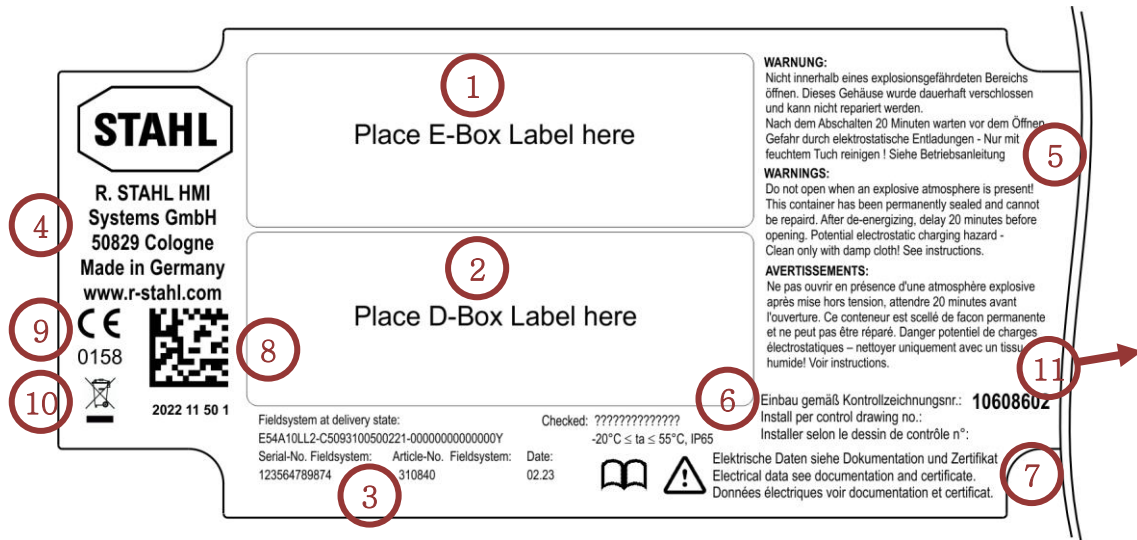 STAHL
R. STAHL HMI
Systems GmbH
50829 Cologne
Made in Germany
www.r-stahl.com
0158
2022 11 50 1
4
9
10
8
1
Place E-Box Label here
2
Place D-Box Label here
Fieldsystem at delivery state:
E54A10LL2-C5093100500221-00000000000000Y
Serial-No. Fieldsystem: Article-No. Fieldsystem: Date:
123564789874 310840 02.23
3
Checked: ??????????????
-20°C ≤ ta ≤ 55°C, IP65
6
WARNUNG:
Nicht innerhalb eines explosionsgefährdeten Bereichs
öffnen. Dieses Gehäuse wurde dauerhaft verschlossen
und kann nicht repariert werden.
Nach dem Abschalten 20 Minuten warten vor dem Öffnen
Gefahr durch elektrostatische Entladungen - Nur mit
feuchtem Tuch reinigen ! Siehe Betriebsanleitung
5
WARNINGS:
Do not open when an explosive atmosphere is present!
This container has been permanently sealed and cannot
be repaird. After de-energizing, delay 20 minutes before
opening. Potential electrostatic charging hazard -
Clean only with damp cloth! See instructions.
AVERTISSEMENTS:
Ne pas ouvrir en présence d'une atmosphère explosive
après mise hors tension, attendre 20 minutes avant
l'ouverture. Ce conteneur est scellé de facon permanente
et ne peut pas être réparé. Danger potentiel de charges
électrostatiques – nettoyer uniquement avec un tissu
humide! Voir instructions.
11
Einbau gemäß Kontrollzeichnungsnr.: 10608602
Install per control drawing no.:
Installer selon le dessin de contrôle n°:
Elektrische Daten siehe Dokumentation und Zertifikat
Electrical data see documentation and certificate.
Données électriques voir documentation et certificat.
7